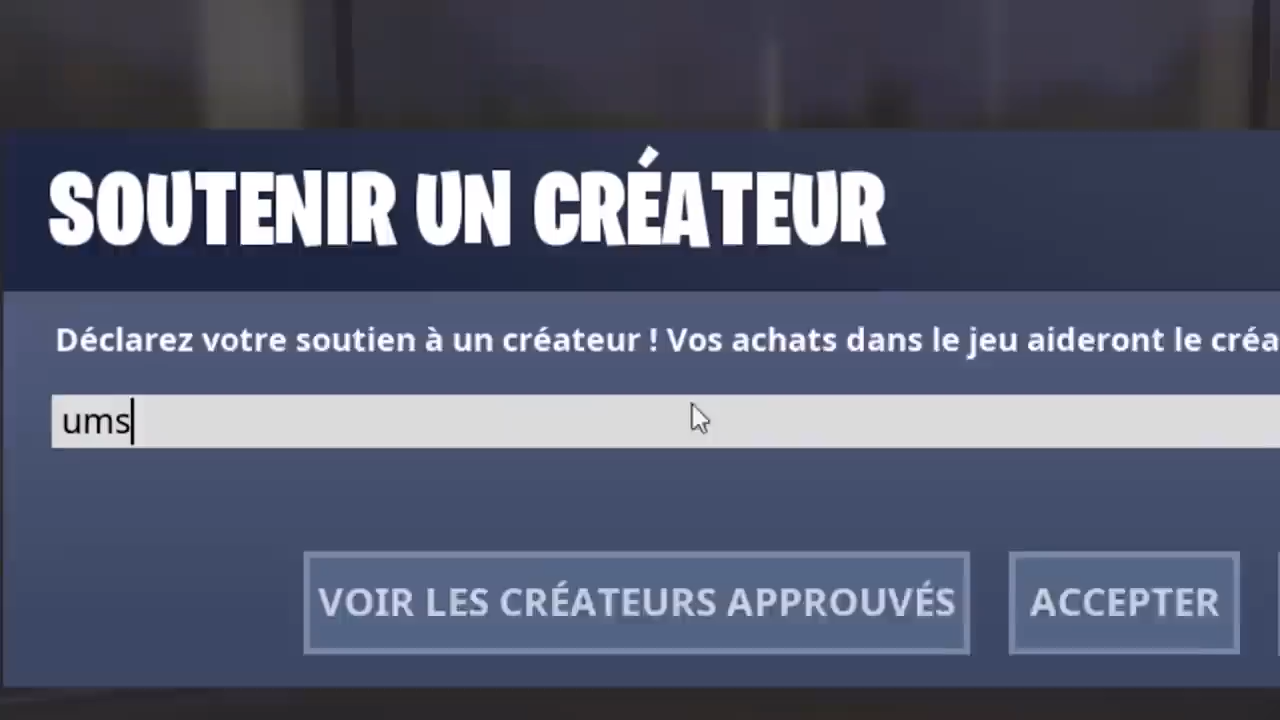 SOUTENIR UN CRÉATEUR
Déclarez votre soutien à un créateur ! Vos achats dans le jeu aideront le créa
ums
VOIR LES CRÉATEURS APPROUVÉS
ACCEPTER